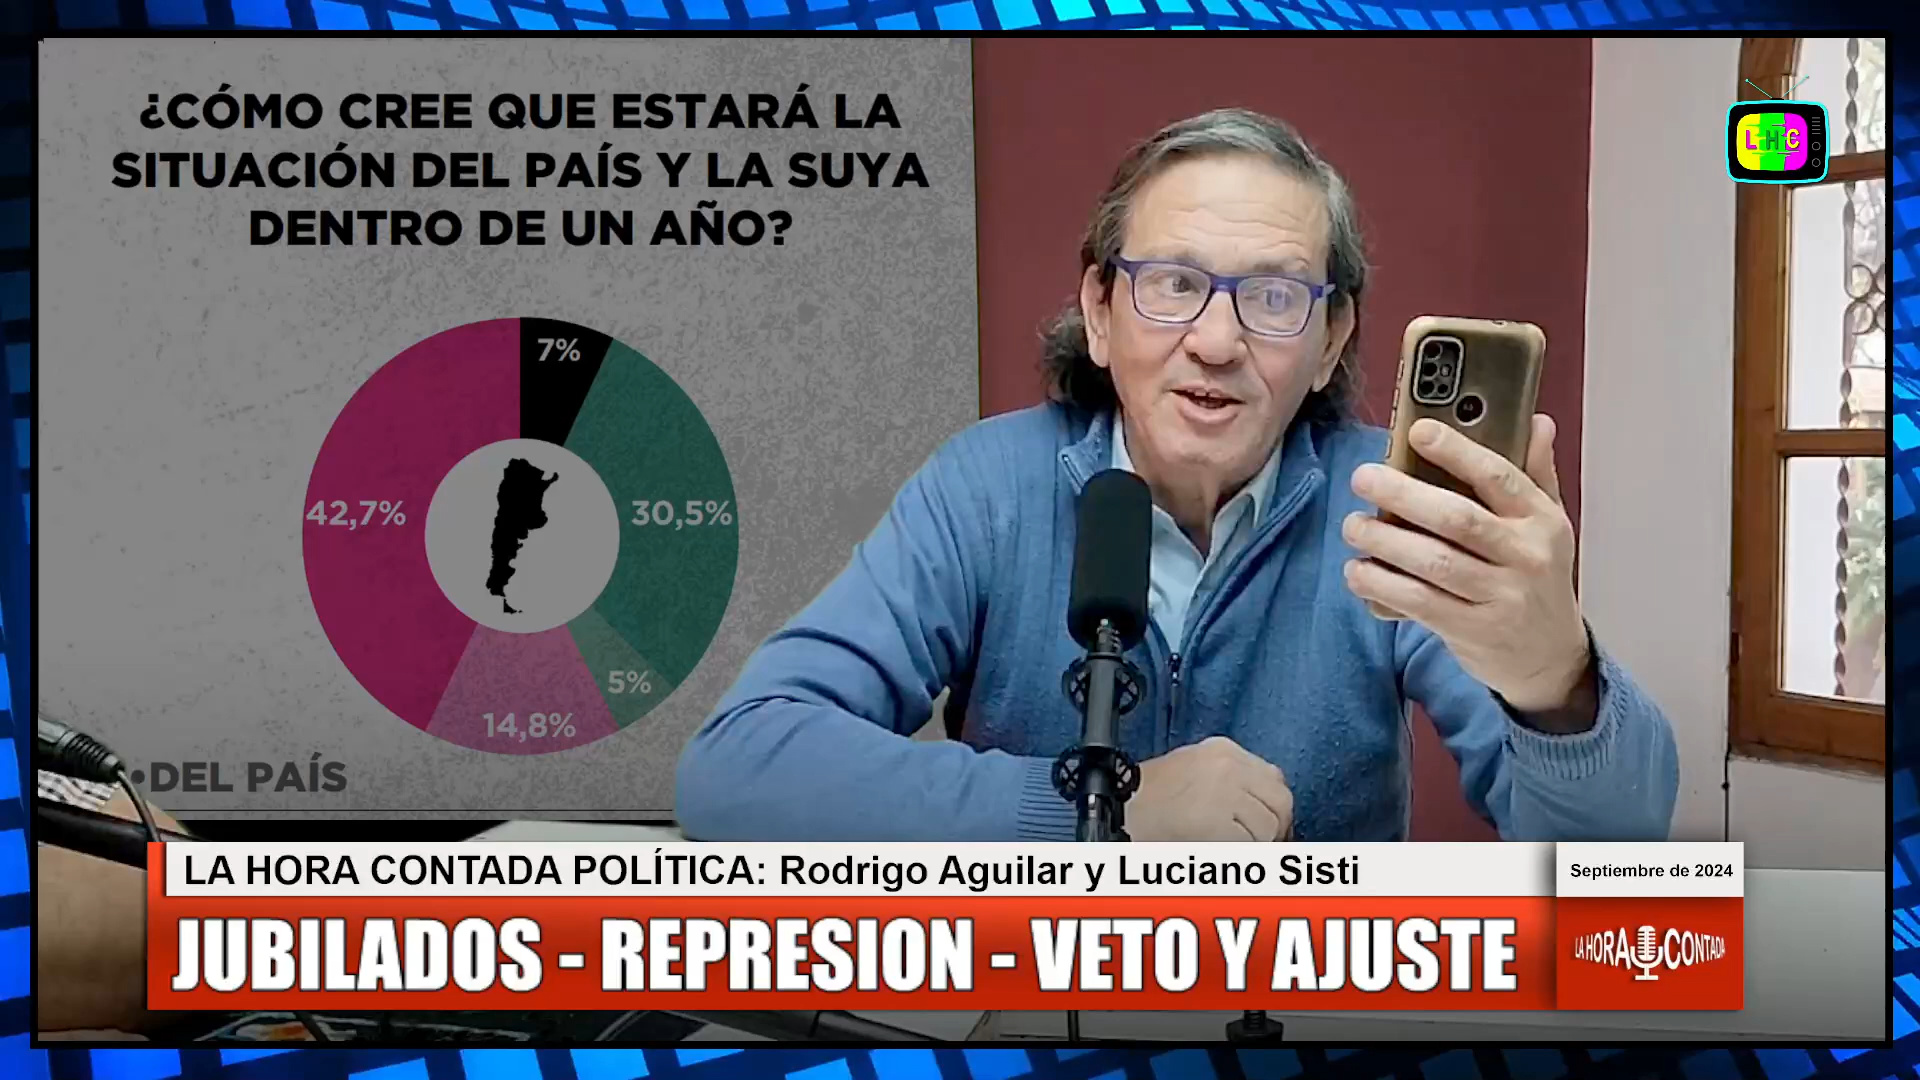 ¿CÓMO CREE QUE ESTARÁ LA
SITUACIÓN DEL PAÍS Y LA SUYA
DENTRO DE UN AÑO?
7%
42,7%
30,5%
5%
14,8%
•DEL PAÍS
LHC
LA HORA CONTADA POLÍTICA: Rodrigo Aguilar y Luciano Sisti
Septiembre de 2024
JUBILADOS - REPRESION - VETO Y AJUSTE
LA HORA CONTADA